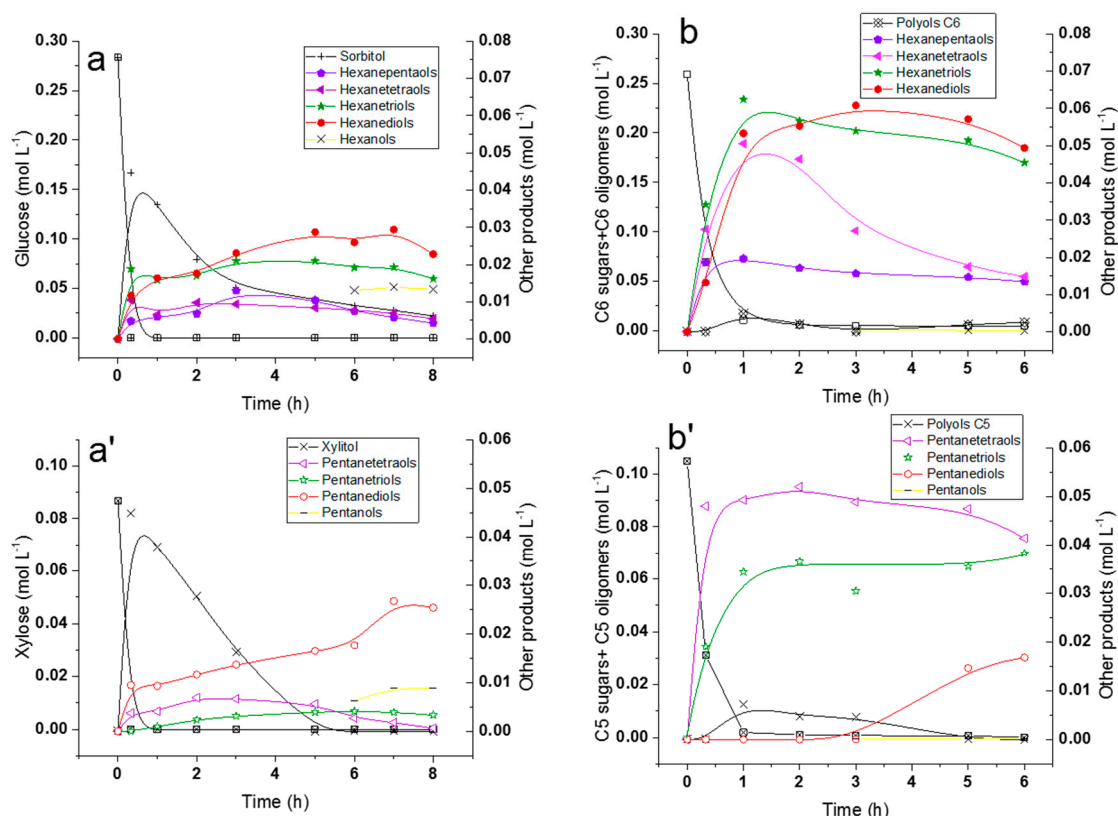 a
0.30
0.25
0.20
0.15
0.10
0.05
0.00
Glucose (mol L⁻¹)
Sorbitol
Hexanepentaols
Hexanetetraols
Hexanetriols
Hexanediols
Hexanols
0.08
0.07
0.06
0.05
0.04
0.03
0.02
0.01
0.00
Other products (mol L⁻¹)
0 2 4 6 8
Time (h)
b
0.30
0.25
0.20
0.15
0.10
0.05
0.00
C6 sugars+C6 oligomers (mol L⁻¹)
Polyols C6
Hexanepentaols
Hexanetetraols
Hexanetriols
Hexanediols
0.08
0.07
0.06
0.05
0.04
0.03
0.02
0.01
0.00
Other products (mol L⁻¹)
0 1 2 3 4 5 6
Time (h)
a'
0.10
0.08
0.06
0.04
0.02
0.00
Xylose (mol L⁻¹)
Xylitol
Pentanetetraols
Pentanetriols
Pentanediols
Pentanols
0.06
0.05
0.04
0.03
0.02
0.01
0.00
Other products (mol L⁻¹)
0 2 4 6 8
Time (h)
b'
0.10
0.08
0.06
0.04
0.02
0.00
C5 sugars+ C5 oligomers (mol L⁻¹)
Polyols C5
Pentanetetraols
Pentanetriols
Pentanediols
Pentanols
0.06
0.05
0.04
0.03
0.02
0.01
0.00
Other products (mol L⁻¹)
0 1 2 3 4 5 6
Time (h)